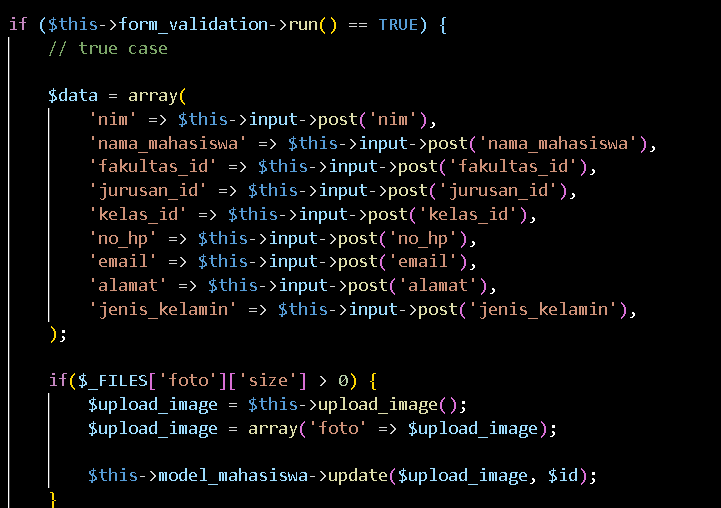 if ($this->form_validation->run() == TRUE) {
// true case
$data = array(
'nim' => $this->input->post('nim'),
'nama_mahasiswa' => $this->input->post('nama_mahasiswa'),
'fakultas_id' => $this->input->post('fakultas_id'),
'jurusan_id' => $this->input->post('jurusan_id'),
'kelas_id' => $this->input->post('kelas_id'),
'no_hp' => $this->input->post('no_hp'),
'email' => $this->input->post('email'),
'alamat' => $this->input->post('alamat'),
'jenis_kelamin' => $this->input->post('jenis_kelamin'),
);
if($_FILES['foto']['size'] > 0) {
$upload_image = $this->upload_image();
$upload_image = array('foto' => $upload_image);
$this->model_mahasiswa->update($upload_image, $id);
}